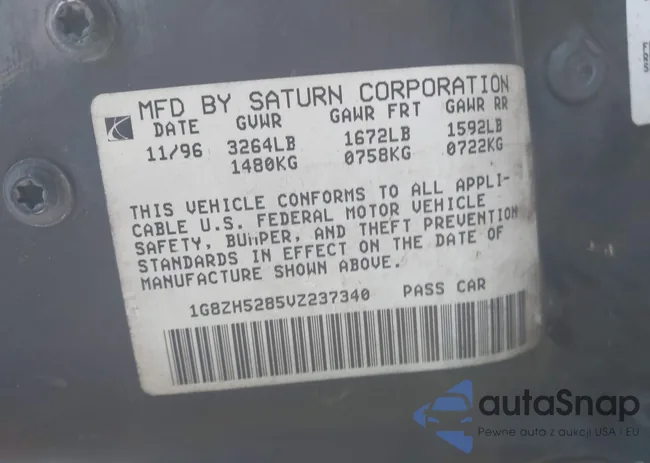 MFD BY SATURN CORPORATION
DATE GVWR GAWR FRT GAWR RR
11/96 3264LB 1672LB 1592LB
1480KG 0758KG 0722KG
THIS VEHICLE CONFORMS TO ALL APPLI-
CABLE U.S. FEDERAL MOTOR VEHICLE
SAFETY, BUMPER, AND THEFT PREVENTION
STANDARDS IN EFFECT ON THE DATE OF
MANUFACTURE SHOWN ABOVE.
1G8ZH5285VZ237340 PASS CAR
autaSnap
Pewne auto z aukcji USA i EU